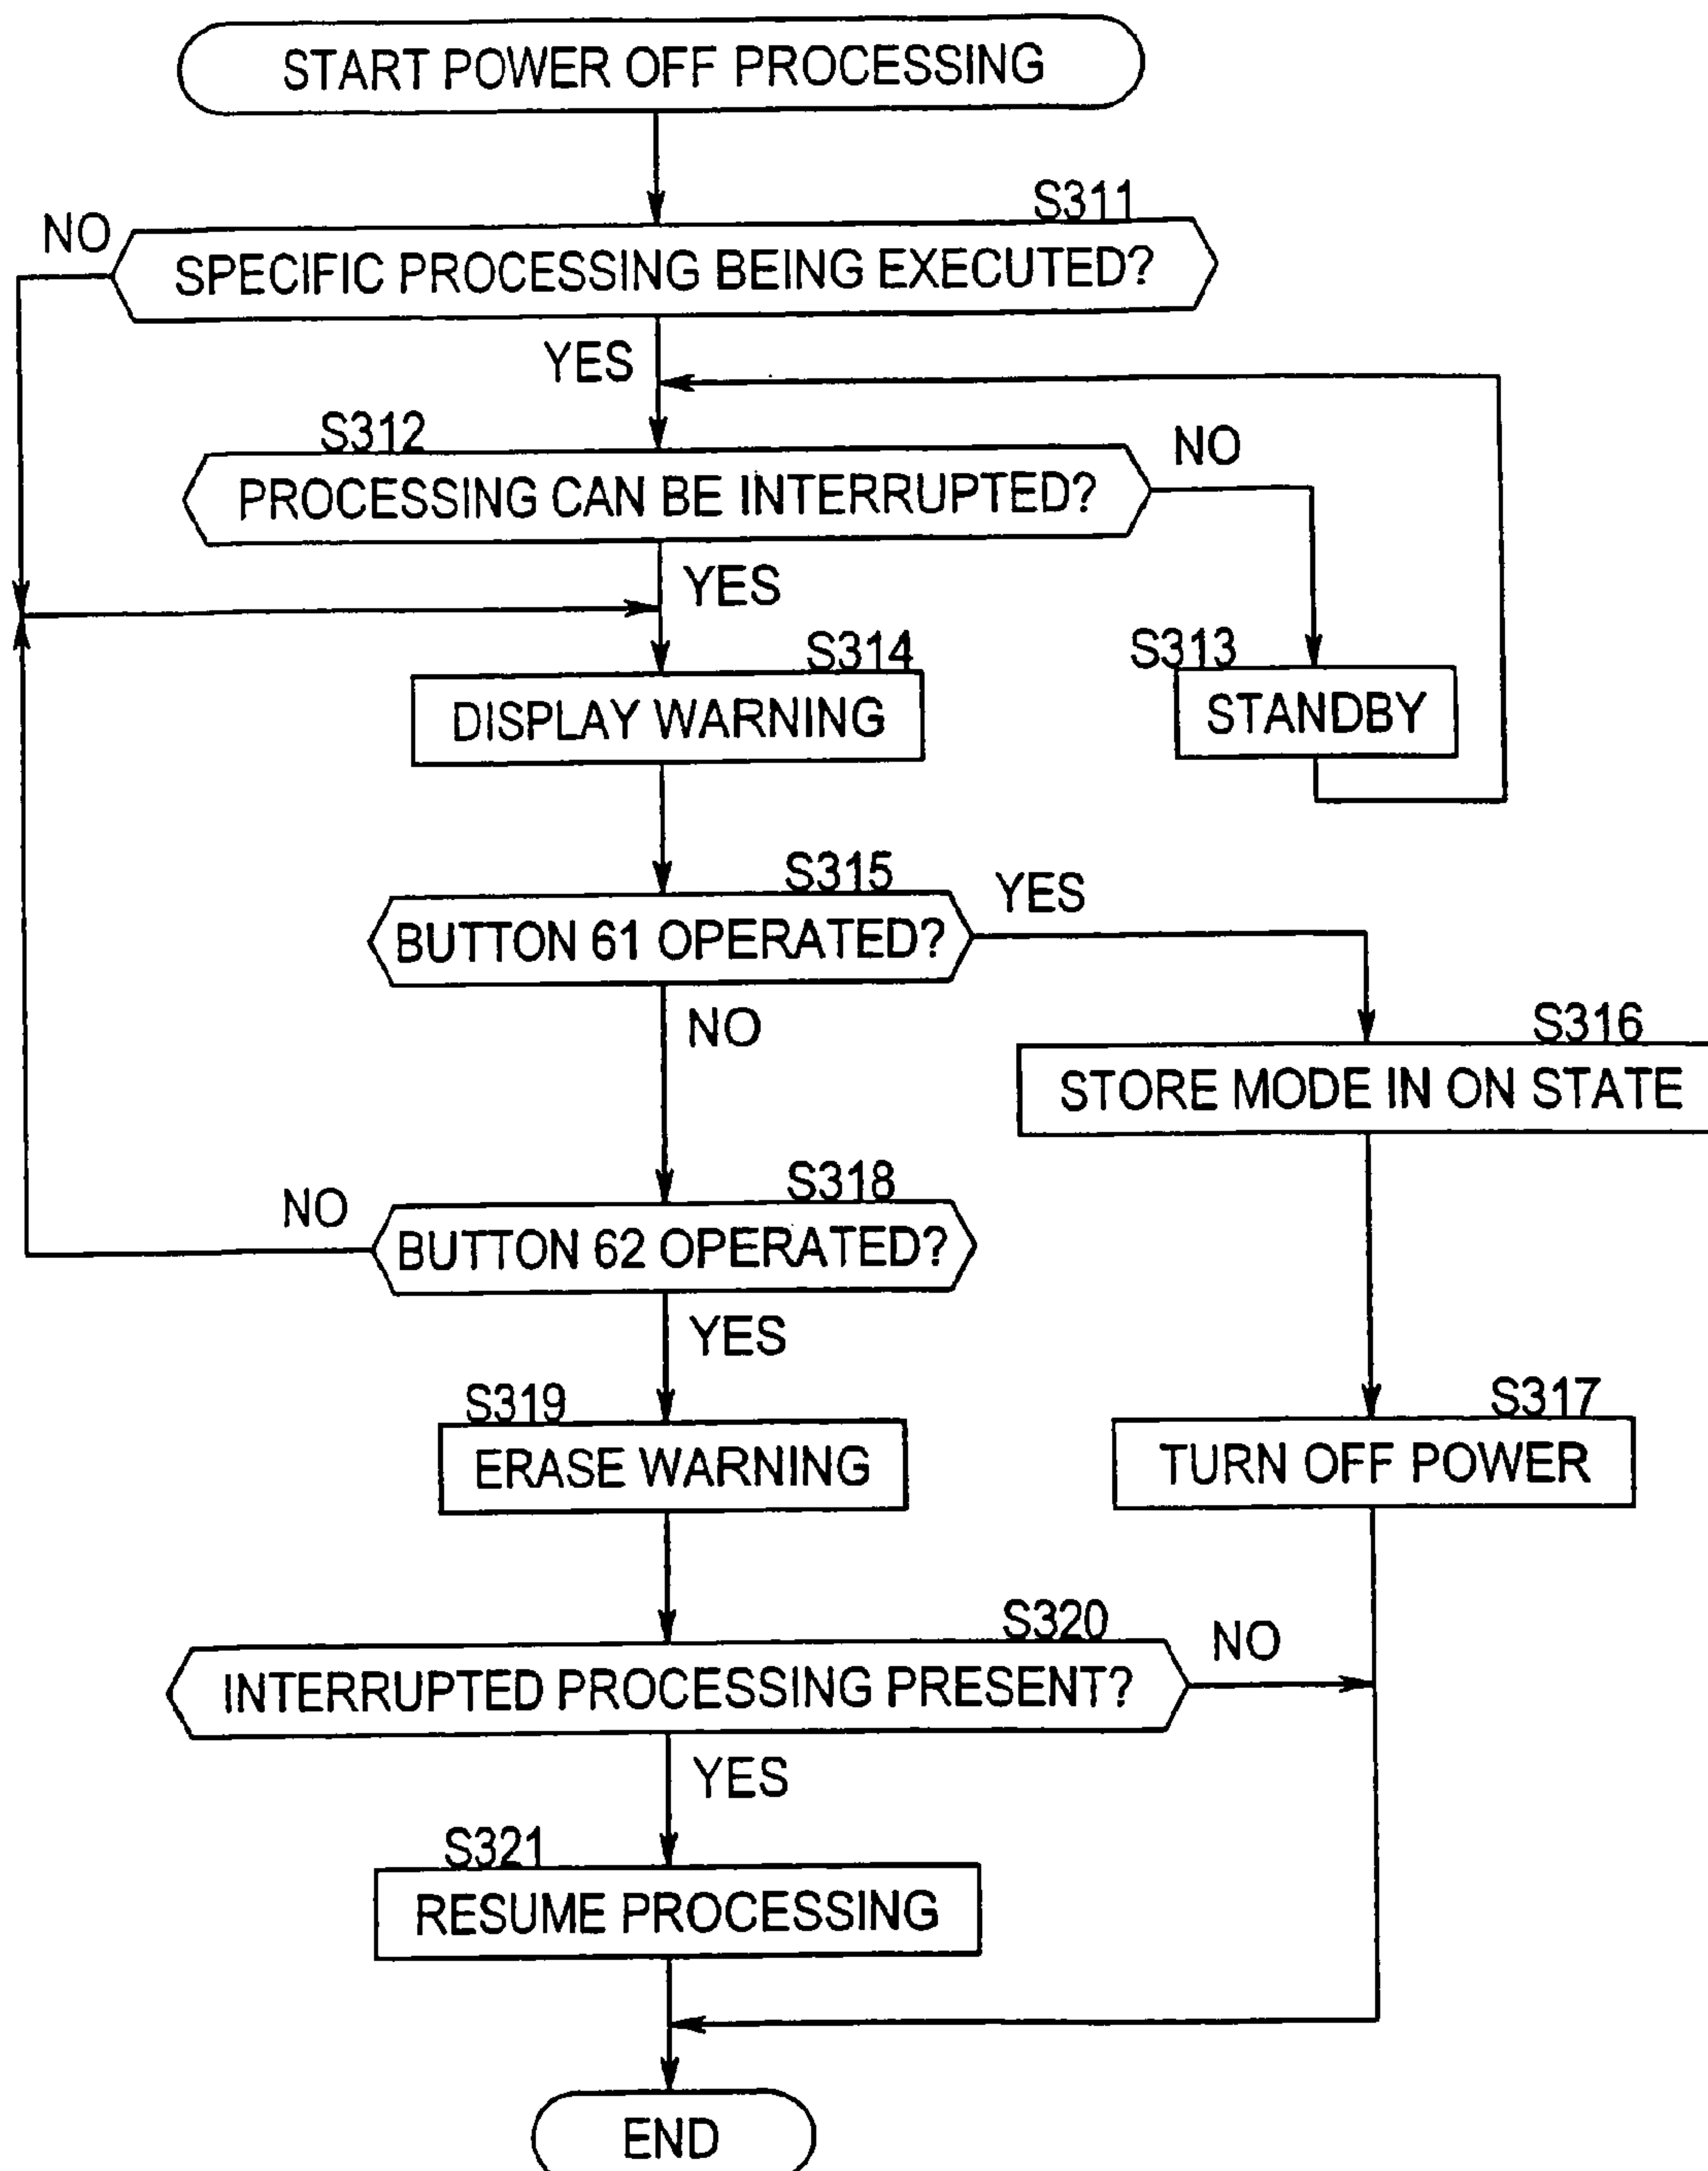 START POWER OFF PROCESSING
S311
NO
SPECIFIC PROCESSING BEING EXECUTED?
YES
S312
NO
PROCESSING CAN BE INTERRUPTED?
YES
S314
S313
DISPLAY WARNING
STANDBY
S315
YES
BUTTON 61 OPERATED?
NO
S316
STORE MODE IN ON STATE
S318
NO
BUTTON 62 OPERATED?
YES
S319
S317
ERASE WARNING
TURN OFF POWER
S320
NO
INTERRUPTED PROCESSING PRESENT?
YES
S321
RESUME PROCESSING
END